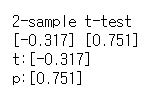 2-sample t-test
[-0.317] [0.751]
t:[-0.317]
p:[0.751]